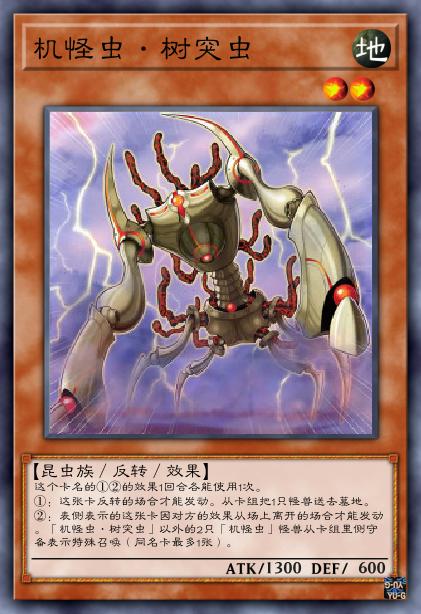 机怪虫·树突虫
地
【昆虫族／反转／效果】
这个卡名的①②的效果1回合各能使用1次。
①：这张卡反转的场合才能发动。从卡组把1只怪兽送去墓地。
②：表侧表示的这张卡因对方的效果从场上离开的场合才能发动
。「机怪虫·树突虫」以外的2只「机怪虫」怪兽从卡组里侧守
备表示特殊召唤（同名卡最多1张）。
ATK/1300 DEF/ 600